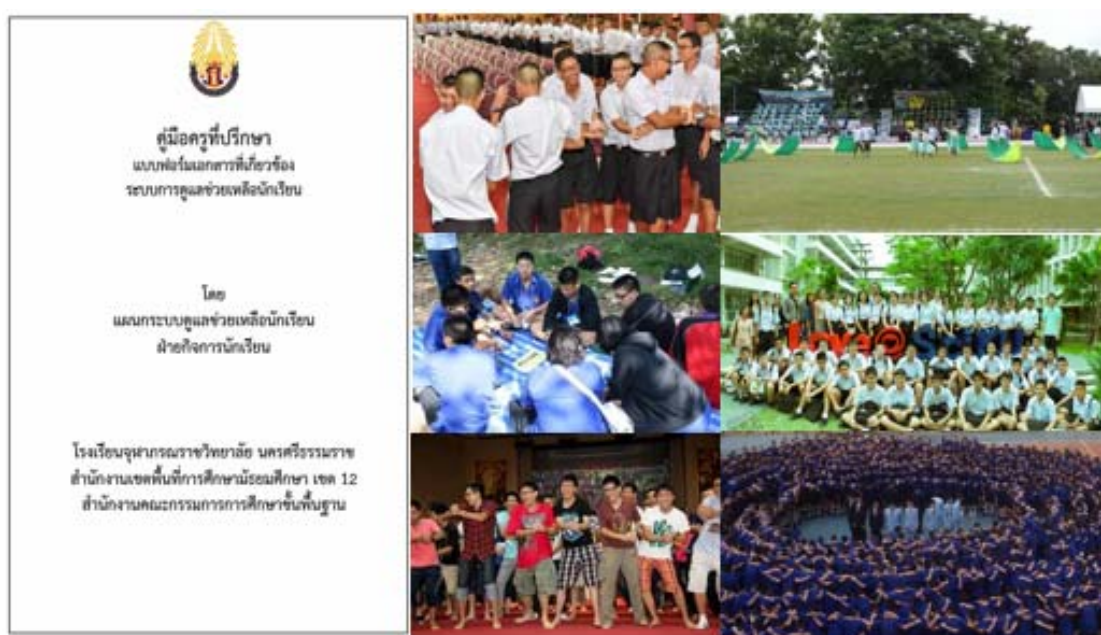 คู่มือครูที่ปรึกษา
แบบฟอร์มเอกสารที่เกี่ยวข้อง
ระบบการดูแลช่วยเหลือนักเรียน
โดย
แผนกระบบดูแลช่วยเหลือนักเรียน
ฝ่ายกิจการนักเรียน
โรงเรียนจุฬาภรณราชวิทยาลัย นครศรีธรรมราช
สำนักงานเขตพื้นที่การศึกษามัธยมศึกษา เขต 12
สำนักงานคณะกรรมการการศึกษาขั้นพื้นฐาน
Love@